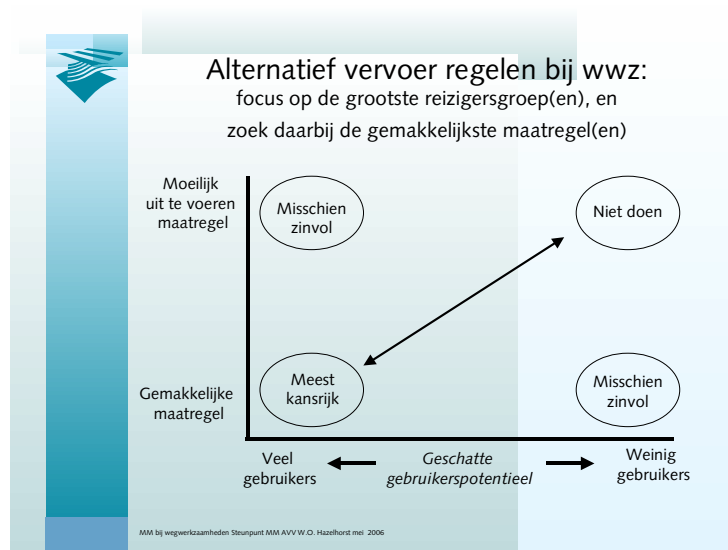 Alternatief vervoer regelen bij wwz:
focus op de grootste reizigersgroep(en), en
zoek daarbij de gemakkelijkste maatregel(en)
Moeilijk
uit te voeren
maatregel
Misschien
zinvol
Niet doen
Gemakkelijke
maatregel
Meest
kansrijk
Misschien
zinvol
Veel
gebruikers
Geschatte
gebruikerspotentieel
Weinig
gebruikers
MM bij wegwerkzaamheden Steunpunt MM AVV W.O. Hazelhorst mei 2006